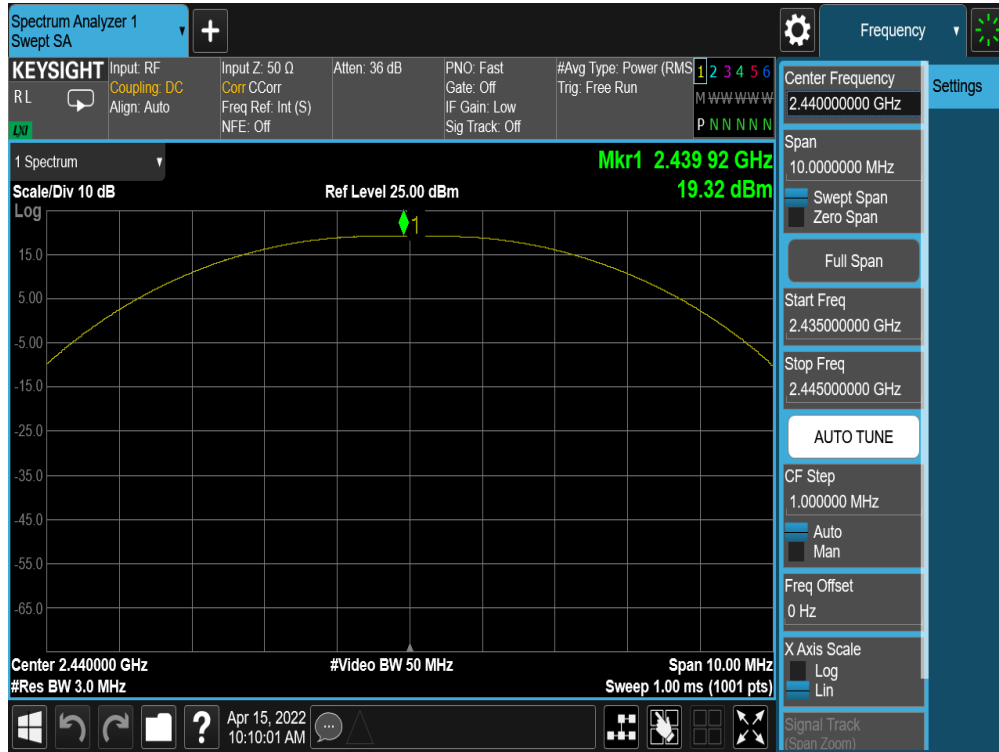 Spectrum Analyzer 1
Swept SA
+
Frequency
KEYSIGHT
R L
LXI
Input: RF
Coupling: DC
Align: Auto
Input Z: 50 Ω
Corr CCorr
Freq Ref: Int (S)
NFE: Off
Atten: 36 dB
PNO: Fast
Gate: Off
IF Gain: Low
Sig Track: Off
#Avg Type: Power (RMS
Trig: Free Run
1 2 3 4 5 6
M W W W W W
P N N N N N
1 Spectrum
Mkr1 2.439 92 GHz
19.32 dBm
Scale/Div 10 dB
Ref Level 25.00 dBm
Log
1
15.0
5.00
-5.00
-15.0
-25.0
-35.0
-45.0
-55.0
-65.0
Center 2.440000 GHz
#Video BW 50 MHz
Span 10.00 MHz
#Res BW 3.0 MHz
Sweep 1.00 ms (1001 pts)
Center Frequency
2.440000000 GHz
Settings
Span
10.0000000 MHz
Swept Span
Zero Span
Full Span
Start Freq
2.435000000 GHz
Stop Freq
2.445000000 GHz
AUTO TUNE
CF Step
1.000000 MHz
Auto
Man
Freq Offset
0 Hz
X Axis Scale
Log
Lin
Signal Track
(Span Zoom)
?
Apr 15, 2022
10:10:01 AM